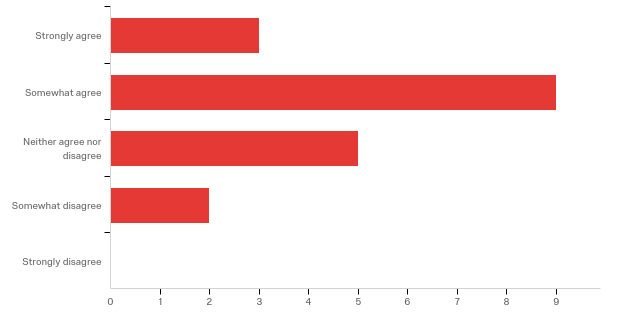 Strongly agree
Somewhat agree
Neither agree nor
disagree
Somewhat disagree
Strongly disagree
0 1 2 3 4 5 6 7 8 9